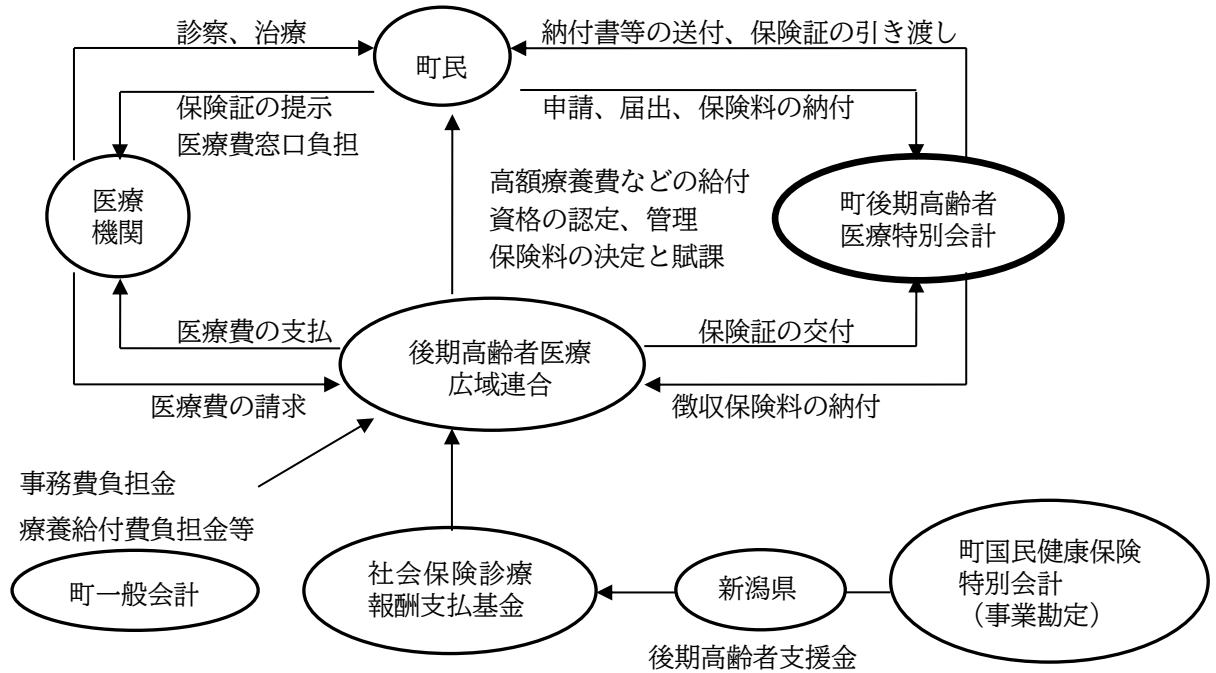 診察、治療
町民
納付書等の送付、保険証の引き渡し
保険証の提示
医療費窓口負担
申請、届出、保険料の納付
医療
機関
高額療養費などの給付
資格の認定、管理
保険料の決定と賦課
町後期高齢者
医療特別会計
医療費の支払
後期高齢者医療
広域連合
保険証の交付
医療費の請求
徴収保険料の納付
事務費負担金
療養給付費負担金等
町一般会計
社会保険診療
報酬支払基金
新潟県
町国民健康保険
特別会計
（事業勘定）
後期高齢者支援金